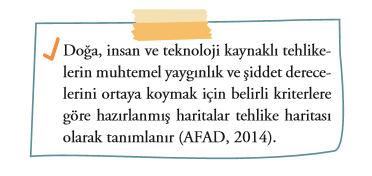 Doğa, insan ve teknoloji kaynaklı tehlike-
lerin muhtemel yaygınlık ve şiddet derece-
lerini ortaya koymak için belirli kriterlere
göre hazırlanmış haritalar tehlike haritası
olarak tanımlanır (AFAD, 2014).